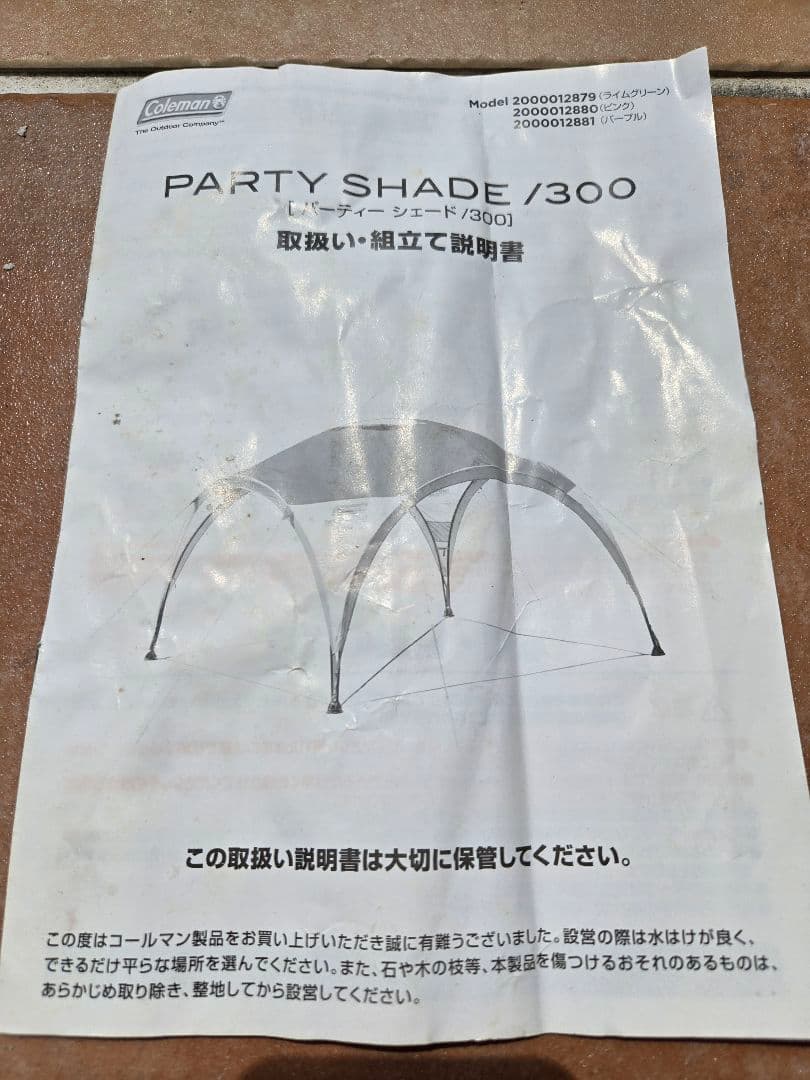 Coleman
The Outdoor Company™
Model 2000012879(ライムグリーン)
2000012880(ピンク)
2000012881 (パープル)
PARTY SHADE /300
[ パーティー シェード /300]
取扱い・組立て説明書
この取扱い説明書は大切に保管してください。
この度はコールマン製品をお買い上げいただき誠に有難うございました。設営の際は水はけが良く、
できるだけ平らな場所を選んでください。また、石や木の枝等、本製品を傷つけるおそれのあるものは、
あらかじめ取り除き、整地してから設営してください。